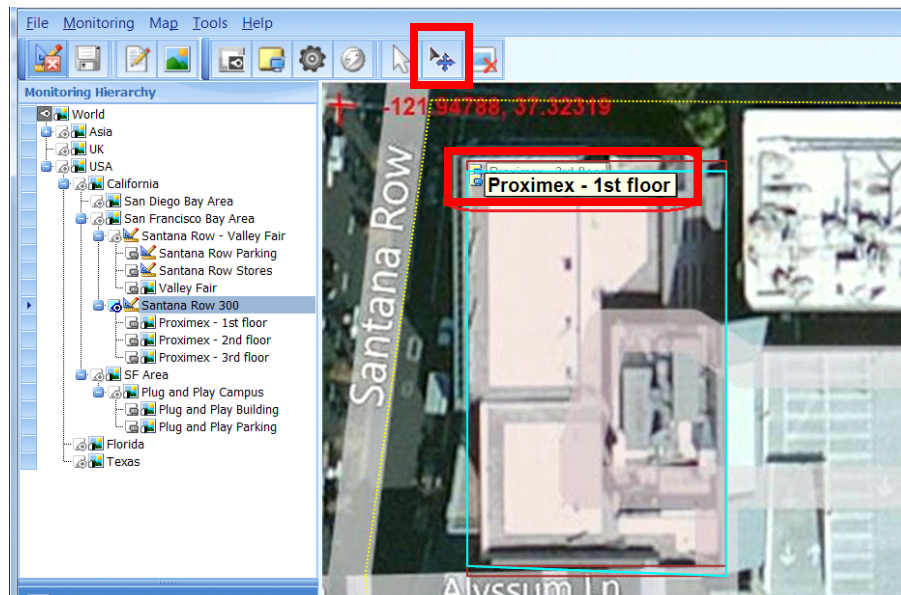 File Monitoring Map Tools Help
Monitoring Hierarchy
World
Asia
UK
USA
California
San Diego Bay Area
San Francisco Bay Area
Santana Row - Valley Fair
Santana Row Parking
Santana Row Stores
Valley Fair
Santana Row 300
Proximex - 1st floor
Proximex - 2nd floor
Proximex - 3rd floor
SF Area
Plug and Play Campus
Plug and Play Building
Plug and Play Parking
Florida
Texas
-121.94788, 37.32319
Proximex - 3rd floor
Proximex - 1st floor
Santana Row
Alyssum Ln